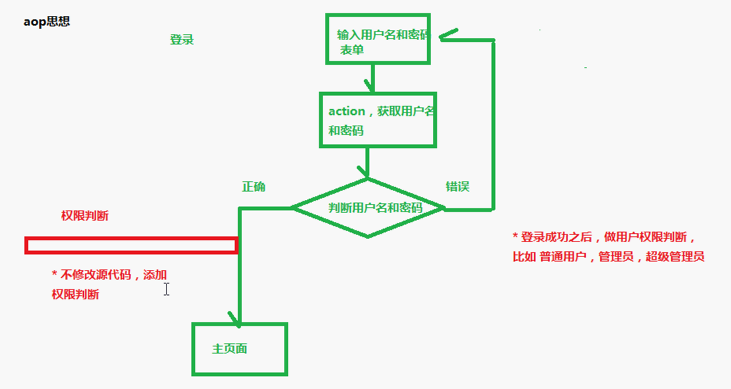 aop思想
登录
输入用户名和密码
表单
action，获取用户名
和密码
正确
错误
判断用户名和密码
权限判断
* 登录成功之后，做用户权限判断，
比如 普通用户，管理员，超级管理员
* 不修改源代码，添加
权限判断
主页面